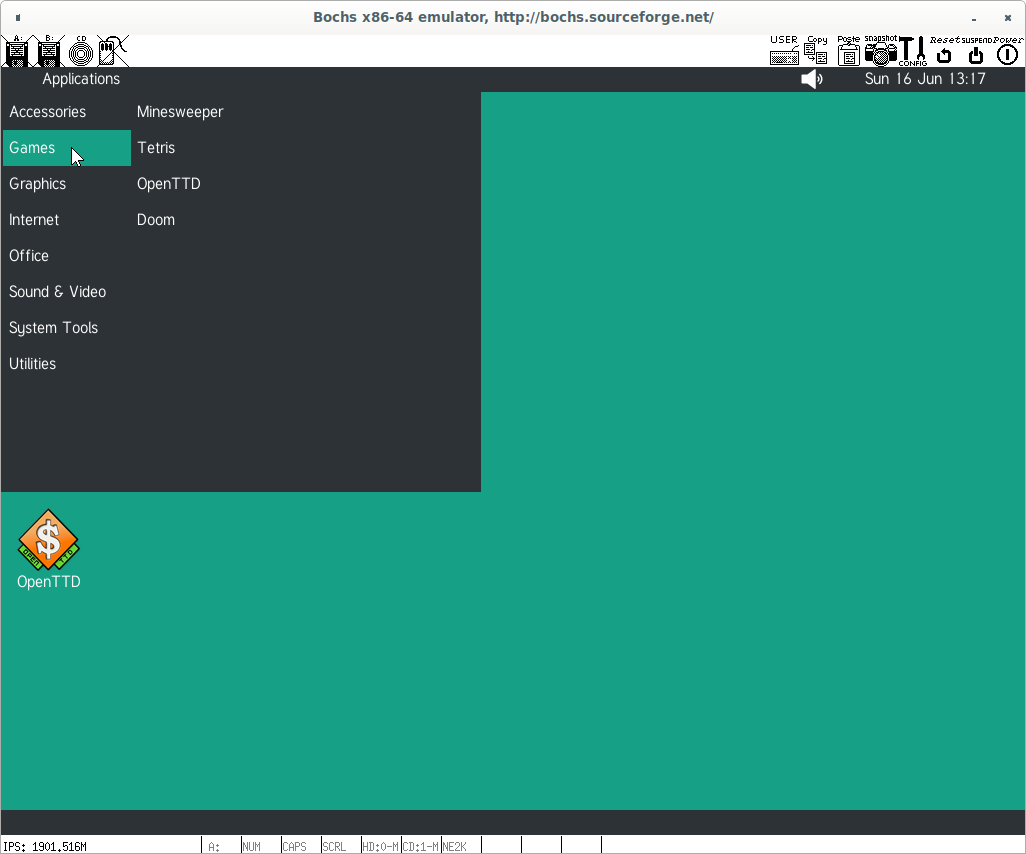 Bochs x86-64 emulator, http://bochs.sourceforge.net/
A: B: CD USER Copy Paste snapshot CONFIG Reset SUSPEND Power
Applications Sun 16 Jun 13:17
Accessories Minesweeper
Games Tetris
Graphics OpenTTD
Internet Doom
Office
Sound & Video
System Tools
Utilities
OPEN TTD
OpenTTD
IPS: 1901.516M A: NUM CAPS SCRL HD:0-M CD:1-M NE2K